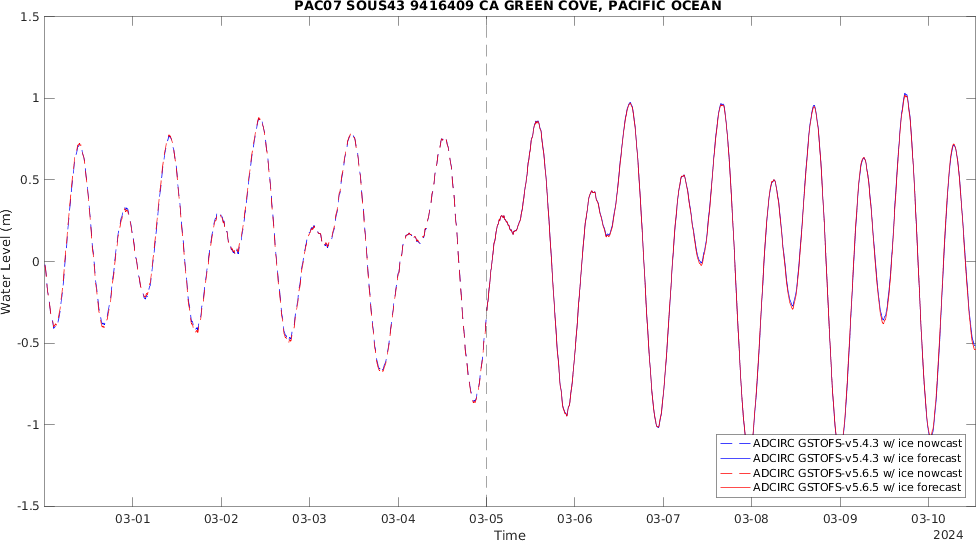 PAC07 SOUS43 9416409 CA GREEN COVE, PACIFIC OCEAN
1.5
1
0.5
0
-0.5
-1
-1.5
Water Level (m)
03-01 03-02 03-03 03-04 03-05 03-06 03-07 03-08 03-09 03-10
Time
2024
ADCIRC GSTOFS-v5.4.3 w/ ice nowcast
ADCIRC GSTOFS-v5.4.3 w/ ice forecast
ADCIRC GSTOFS-v5.6.5 w/ ice nowcast
ADCIRC GSTOFS-v5.6.5 w/ ice forecast